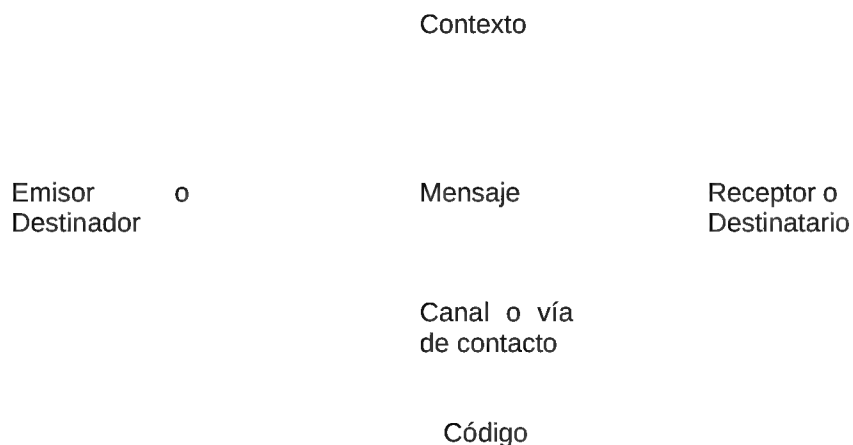 Contexto
Emisor o
Destinador
Mensaje
Receptor o
Destinatario
Canal o vía
de contacto
Código